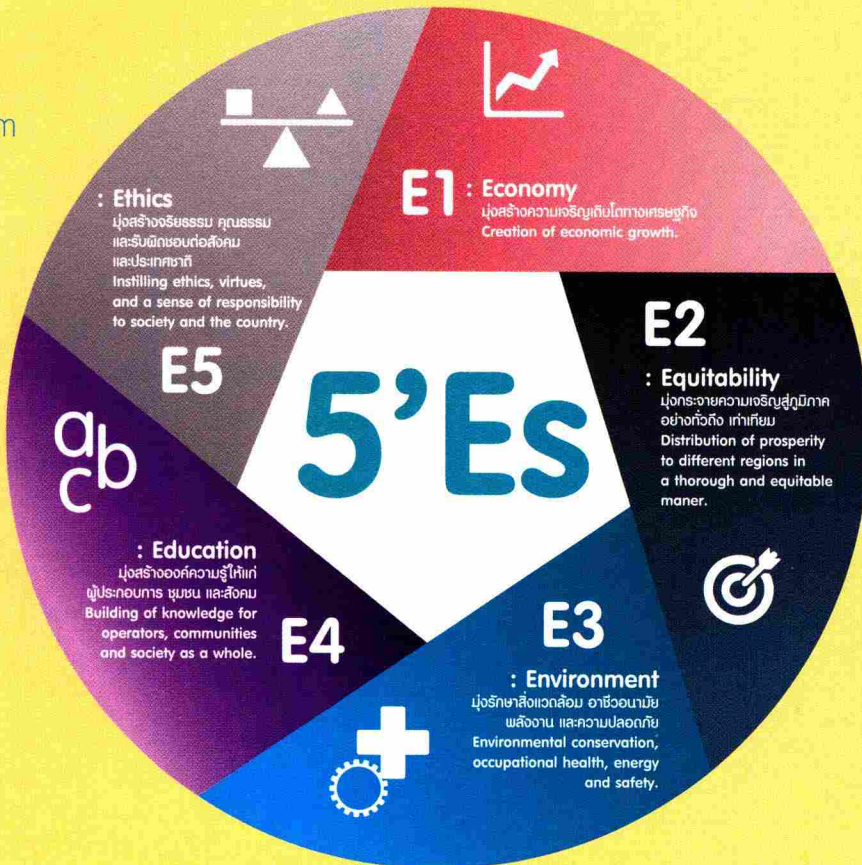 m
E1 : Economy
มุ่งสร้างความเจริญเติบโตทางเศรษฐกิจ
Creation of economic growth.
E2
: Equitability
มุ่งกระจายความเจริญสู่ภูมิภาค
อย่างทั่วถึง เท่าเทียม
Distribution of prosperity
to different regions in
a thorough and equitable
maner.
E3
: Environment
มุ่งรักษาสิ่งแวดล้อม อาชีวอนามัย
พลังงาน และความปลอดภัย
Environmental conservation,
occupational health, energy
and safety.
abc
: Education
มุ่งสร้างองค์ความรู้ให้แก่
ผู้ประกอบการ ชุมชน และสังคม
Building of knowledge for
operators, communities
and society as a whole.
E4
: Ethics
มุ่งสร้างจริยธรรม คุณธรรม
และรับผิดชอบต่อสังคม
และประเทศชาติ
Instilling ethics, virtues,
and a sense of responsibility
to society and the country.
E5
5’Es